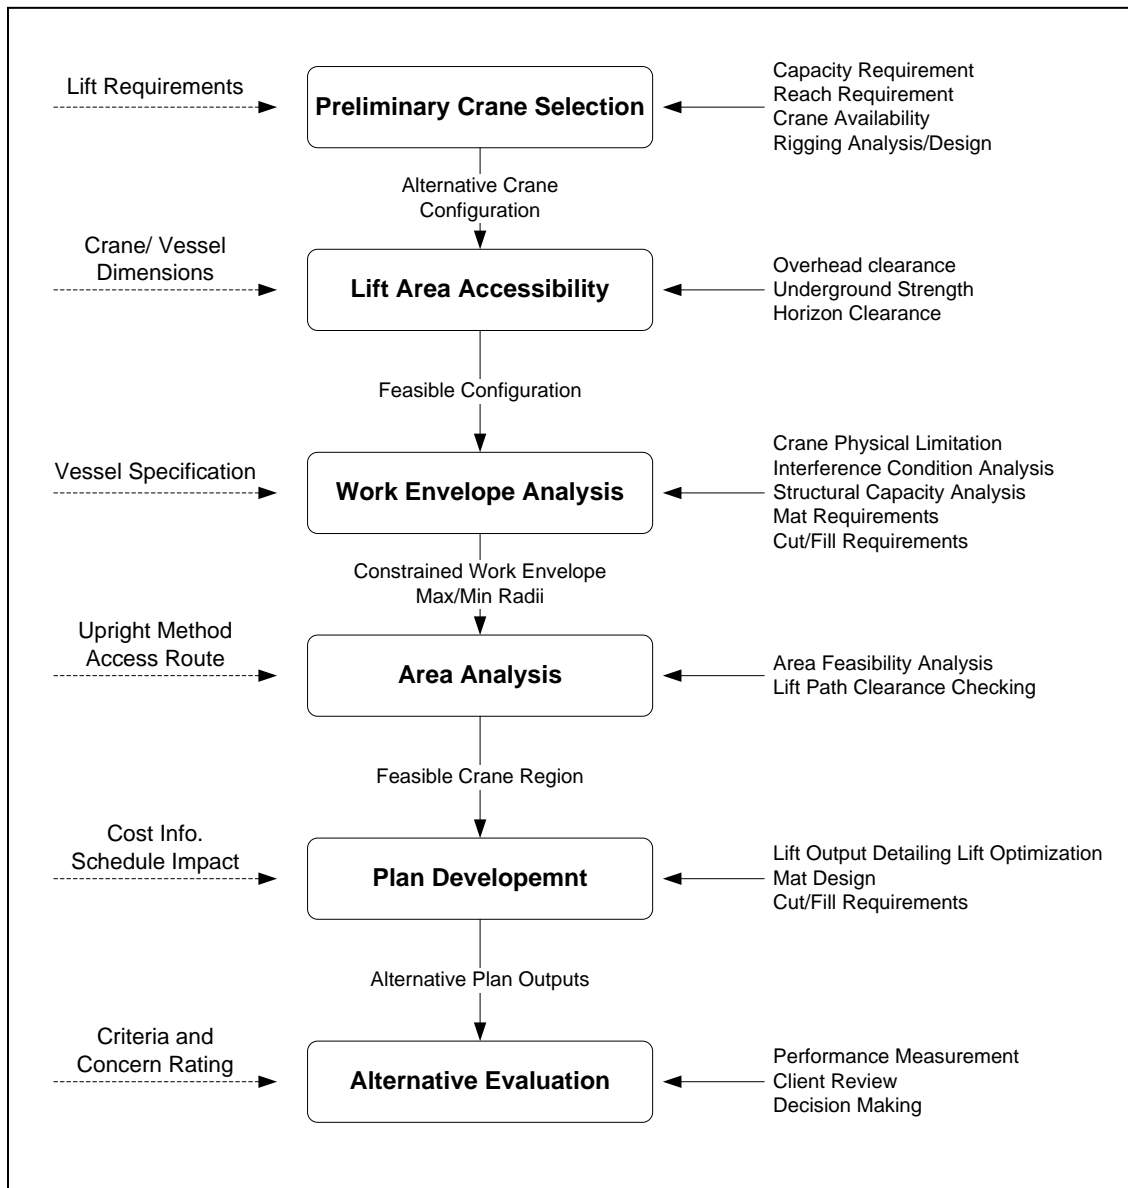 Lift Requirements
Preliminary Crane Selection
Capacity Requirement
Reach Requirement
Crane Availability
Rigging Analysis/Design
Alternative Crane
Configuration
Crane/ Vessel
Dimensions
Lift Area Accessibility
Overhead clearance
Underground Strength
Horizon Clearance
Feasible Configuration
Vessel Specification
Work Envelope Analysis
Crane Physical Limitation
Interference Condition Analysis
Structural Capacity Analysis
Mat Requirements
Cut/Fill Requirements
Constrained Work Envelope
Max/Min Radii
Upright Method
Access Route
Area Analysis
Area Feasibility Analysis
Lift Path Clearance Checking
Feasible Crane Region
Cost Info.
Schedule Impact
Plan Developemnt
Lift Output Detailing Lift Optimization
Mat Design
Cut/Fill Requirements
Alternative Plan Outputs
Criteria and
Concern Rating
Alternative Evaluation
Performance Measurement
Client Review
Decision Making